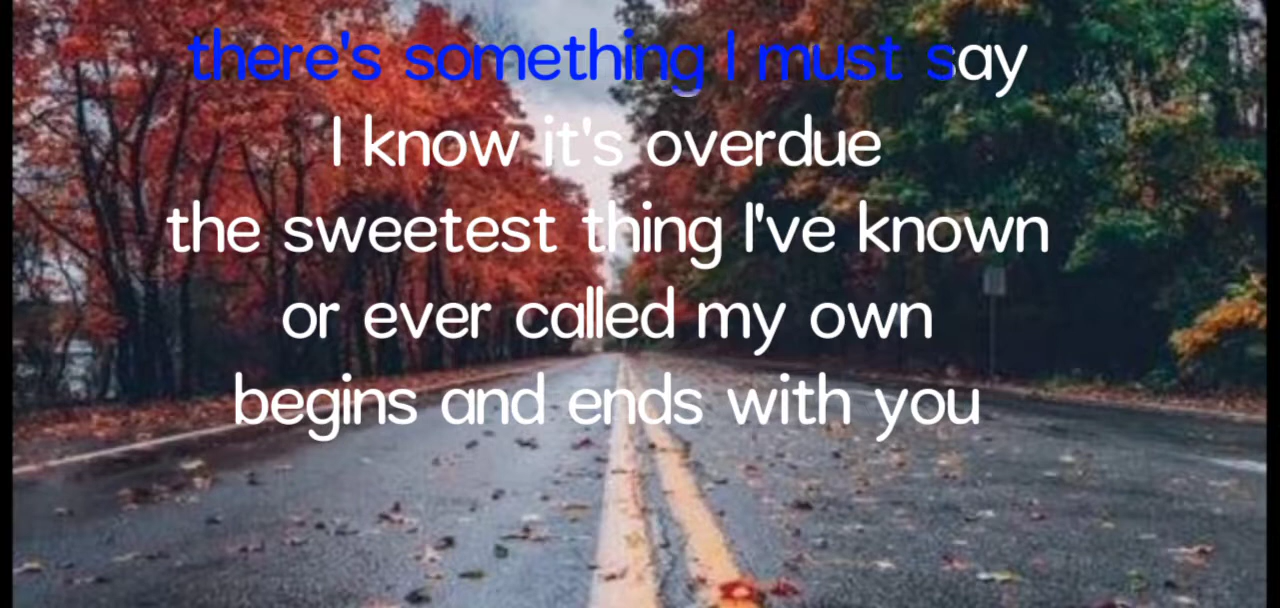 there's something I must say
I know it's overdue
the sweetest thing I've known
or ever called my own
begins and ends with you